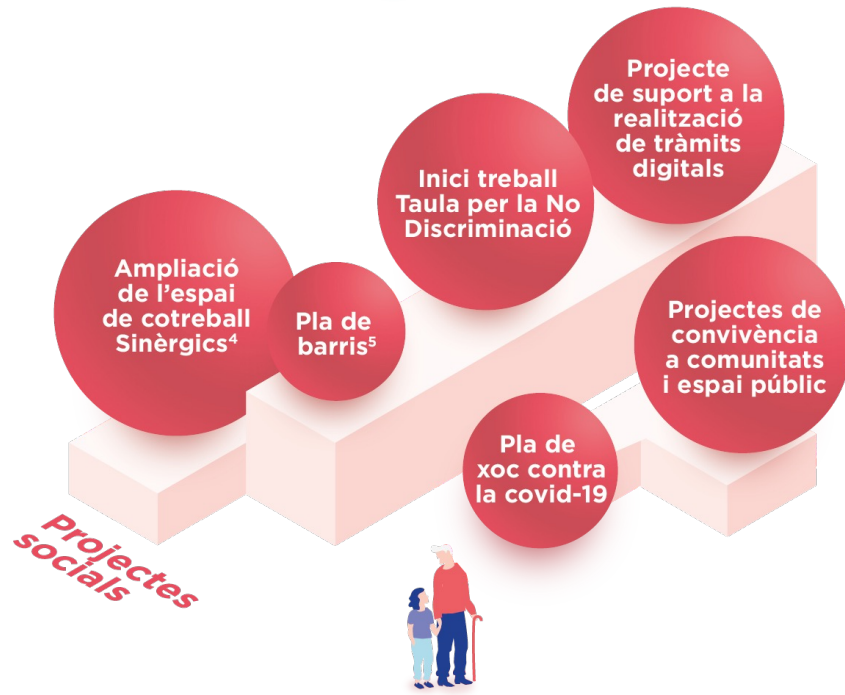 Projecte
de suport a la
realització
de tràmits
digitals
Inici treball
Taula per la No
Discriminació
Ampliació
de l'espai
de cotreball
Sinèrgics⁴
Pla de
barris⁵
Projectes de
convivència
a comunitats
i espai públic
Pla de
xoc contra
la covid-19
Projectes
socials